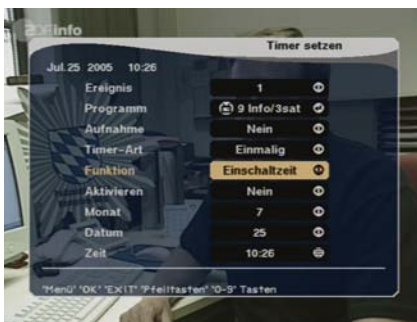 ZDFinfo
Timer setzen
Jul.25 2005 10:26
Ereignis 1
Programm 9 Info/3sat
Aufnahme Nein
Timer-Art Einmalig
Funktion Einschaltzeit
Aktivieren Nein
Monat 7
Datum 25
Zeit 10:26
"Menü" "OK" "EXIT" "Pfeiltasten" "0-9" Tasten